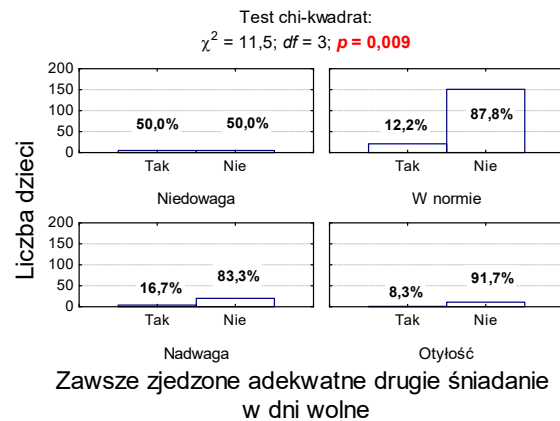 Test chi-kwadrat:
χ² = 11,5; df = 3; p = 0,009
Liczba dzieci
200
150
100
50
0
50,0% 50,0%
Tak Nie
Niedowaga
12,2% 87,8%
Tak Nie
W normie
200
150
100
50
0
16,7% 83,3%
Tak Nie
Nadwaga
8,3% 91,7%
Tak Nie
Otyłość
Zawsze zjedzone adekwatne drugie śniadanie
w dni wolne